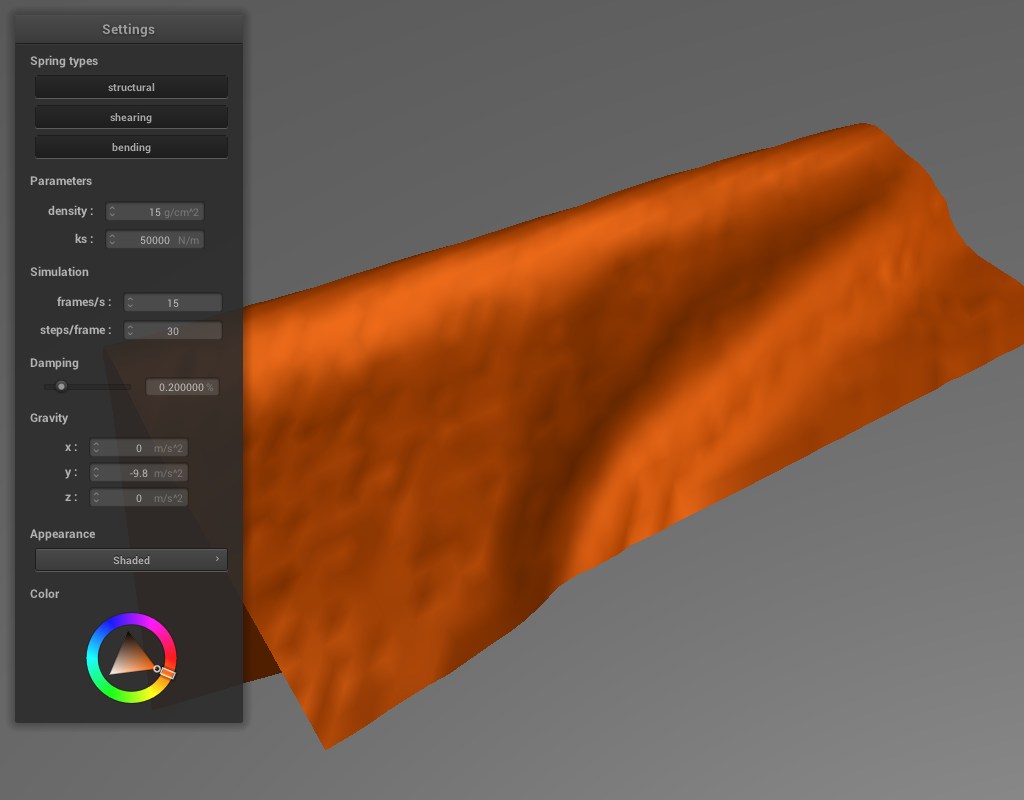 Settings
Spring types
structural
shearing
bending
Parameters
density : 15 g/cm^2
ks : 50000 N/m
Simulation
frames/s : 15
steps/frame : 30
Damping
0.200000 %
Gravity
x : 0 m/s^2
y : -9.8 m/s^2
z : 0 m/s^2
Appearance
Shaded
Color